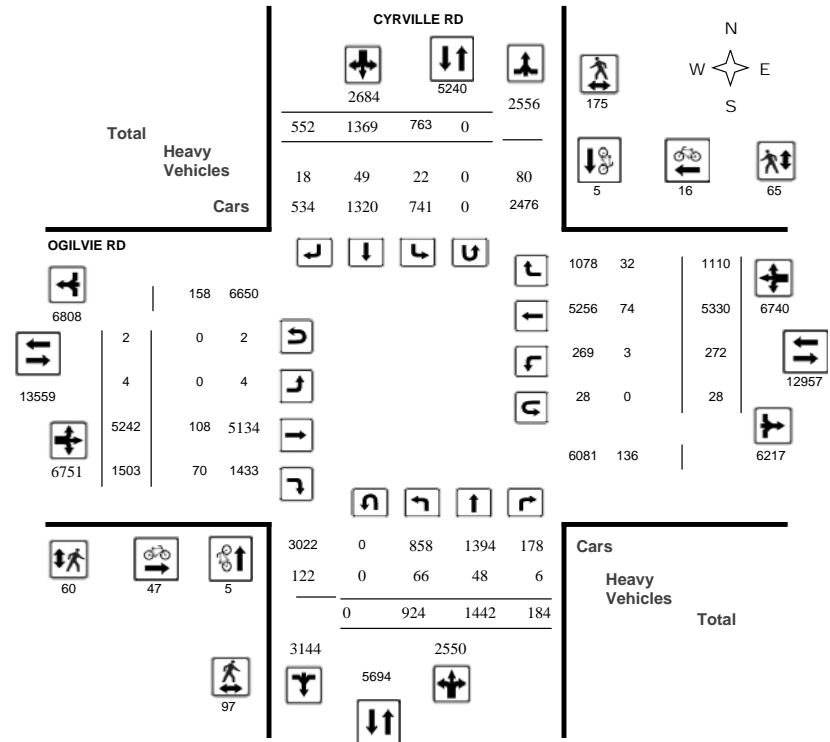 CYRVILLE RD
N
W E
S
2684 5240 2556 175
Total 552 1369 763 0
Heavy
Vehicles 18 49 22 0 80
Cars 534 1320 741 0 2476
5 16 65
OGILVIE RD
6808 158 6650
2 0 2
13559 4 0 4
5242 108 5134
6751 1503 70 1433
1078 32 1110
5256 74 5330 6740
269 3 272
12957
28 0 28
6081 136 6217
3022 0 858 1394 178 Cars
122 0 66 48 6 Heavy
Vehicles
0 924 1442 184 Total
60 47 5
3144 2550
97 5694